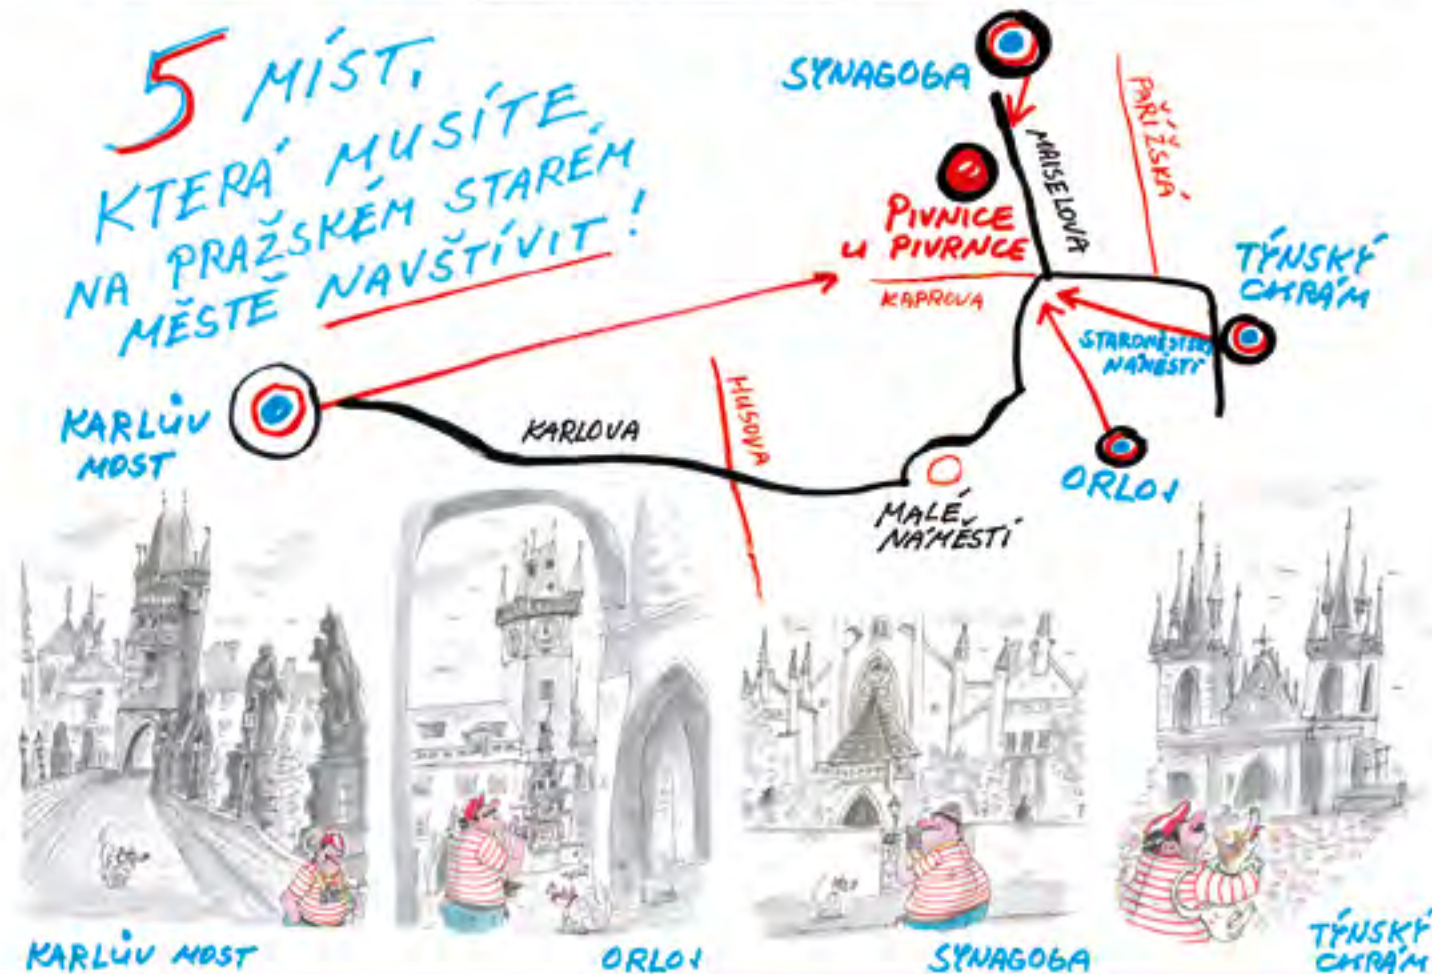 5 MÍST,
KTERÁ MUSÍTE
NA PRAŽSKÉM STARÉM
MĚSTĚ NAVŠTÍVIT!
SYNAGOGA
PAŘÍŽSKÁ
MAISELOVA
PIVNICE
U PIVRNCE
KAPROVA
TÝNSKÝ
CHRÁM
STAROMĚSTSKÉ
NÁMĚSTÍ
KARLŮV
MOST
KARLOVA
HUSOVA
ORLOJ
MALÉ
NÁMĚSTÍ
KARLŮV MOST
ORLOJ
SYNAGOGA
TÝNSKÝ
CHRÁM